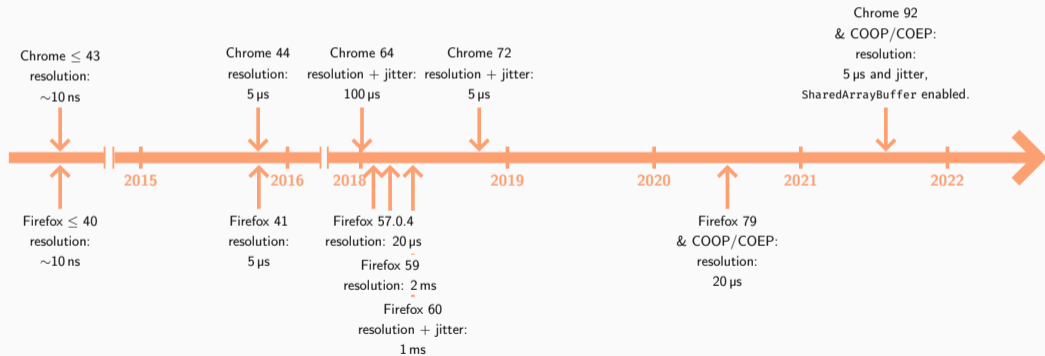 Chrome ≤ 43
resolution:
~10 ns
Chrome 44
resolution:
5 µs
Chrome 64
resolution + jitter:
100 µs
Chrome 72
resolution + jitter:
5 µs
Chrome 92
& COOP/COEP:
resolution:
5 µs and jitter,
SharedArrayBuffer enabled.
2015
2016
2018
2019
2020
2021
2022
Firefox ≤ 40
resolution:
~10 ns
Firefox 41
resolution:
5 µs
Firefox 57.0.4
resolution: 20 µs
Firefox 59
resolution: 2 ms
Firefox 60
resolution + jitter:
1 ms
Firefox 79
& COOP/COEP:
resolution:
20 µs